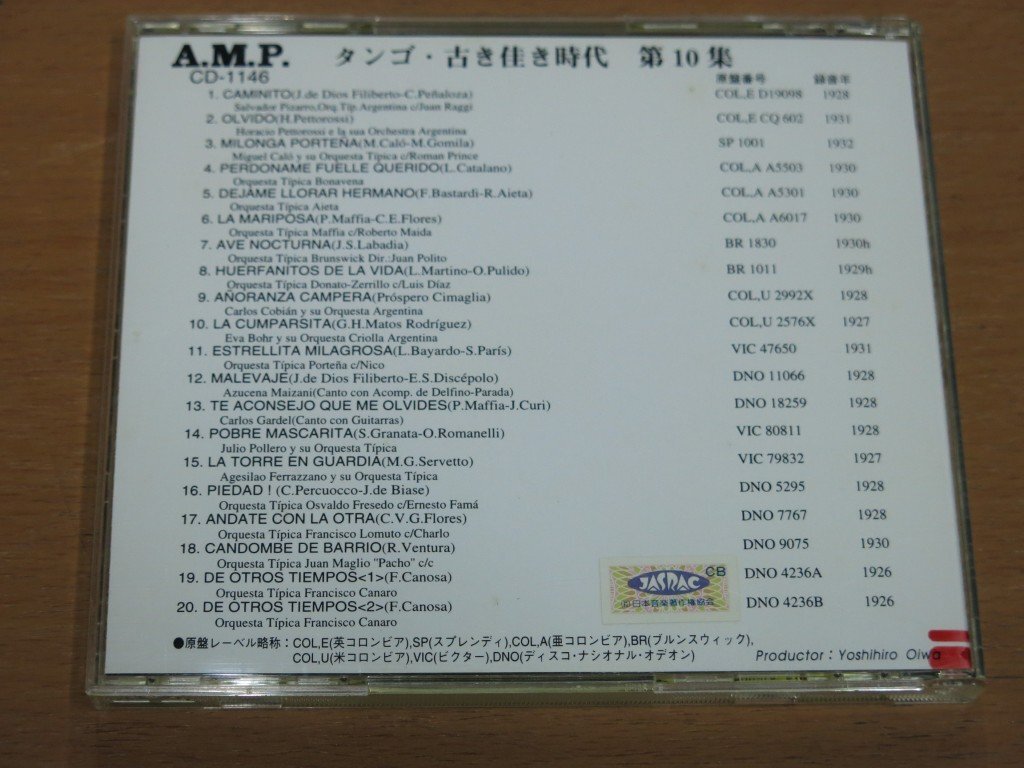 A.M.P. タンゴ・古き佳き時代 第10集
CD-1146 原盤番号 録音年
1. CAMINITO(J.de Dios Filiberto-C.Peñaloza) COL,E D19098 1928
Salvador Pizarro,Orq.Tip.Argentina c/Juan Raggi
2. OLVIDO(H.Pettorossi) COL,E CQ 602 1931
Horacio Pettorossi e la sua Orchestra Argentina
3. MILONGA PORTEÑA(M.Caló-M.Gomila) SP 1001 1932
Miguel Caló y su Orquesta Típica c/Roman Prince
4. PERDONAME FUELLE QUERIDO(L.Catalano) COL,A A5503 1930
Orquesta Típica Bonavena
5. DEJAME LLORAR HERMANO(F.Bastardi-R.Aieta) COL,A A5301 1930
Orquesta Típica Aieta
6. LA MARIPOSA(P.Maffia-C.E.Flores) COL,A A6017 1930
Orquesta Típica Maffia c/Roberto Maida
7. AVE NOCTURNA(J.S.Labadia) BR 1830 1930h
Orquesta Típica Brunswick Dir.:Juan Polito
8. HUERFANITOS DE LA VIDA(L.Martino-O.Pulido) BR 1011 1929h
Orquesta Típica Donato-Zerrillo c/Luis Díaz
9. AÑORANZA CAMPERA(Próspero Cimaglia) COL,U 2992X 1928
Carlos Cobián y su Orquesta Argentina
10. LA CUMPARSITA(G.H.Matos Rodríguez) COL,U 2576X 1927
Eva Bohr y su Orquesta Criolla Argentina
11. ESTRELLITA MILAGROSA(L.Bayardo-S.París) VIC 47650 1931
Orquesta Típica Porteña c/Nico
12. MALEVAJE(J.de Dios Filiberto-E.S.Discépolo) DNO 11066 1928
Azucena Maizani(Canto con Acomp. de Delfino-Parada)
13. TE ACONSEJO QUE ME OLVIDES(P.Maffia-J.Curi) DNO 18259 1928
Carlos Gardel(Canto con Guitarras)
14. POBRE MASCARITA(S.Granata-O.Romanelli) VIC 80811 1928
Julio Pollero y su Orquesta Típica
15. LA TORRE EN GUARDIA(M.G.Servetto) VIC 79832 1927
Agesilao Ferrazzano y su Orquesta Típica
16. PIEDAD ! (C.Percuocco-J.de Biase) DNO 5295 1928
Orquesta Típica Osvaldo Fresedo c/Ernesto Famá
17. ANDATE CON LA OTRA(C.V.G.Flores) DNO 7767 1928
Orquesta Típica Francisco Lomuto c/Charlo
18. CANDOMBE DE BARRIO(R.Ventura) DNO 9075 1930
Orquesta Típica Juan Maglio "Pacho" c/c
19. DE OTROS TIEMPOS<1>(F.Canosa) DNO 4236A 1926
Orquesta Típica Francisco Canaro
20. DE OTROS TIEMPOS<2>(F.Canosa) DNO 4236B 1926
Orquesta Típica Francisco Canaro
CB
JASRAC
日本音楽著作権協会
●原盤レーベル略称：COL,E(英コロンビア),SP(スプレンディ),COL,A(亜コロンビア),BR(ブルンスウィック),
COL,U(米コロンビア),VIC(ビクター),DNO(ディスコ・ナシオナル・オデオン) Productor : Yoshihiro Oiwa